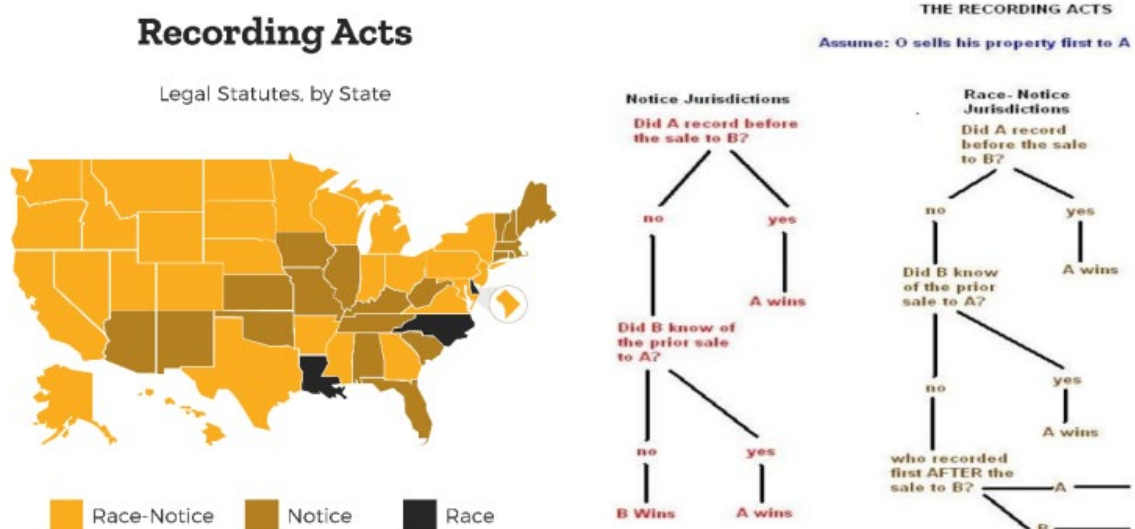 Recording Acts
Legal Statutes, by State
Race-Notice
Notice
Race
THE RECORDING ACTS
Assume: O sells his property first to A
Notice Jurisdictions
Did A record before
the sale to B?
no
yes
A wins
Did B know of
the prior sale
to A?
no
yes
B Wins
A wins
Race- Notice
Jurisdictions
Did A record
before the sale
to B?
no
yes
A wins
Did B know
of the prior
sale to A?
no
yes
A wins
who recorded
first AFTER the
sale to B?
A